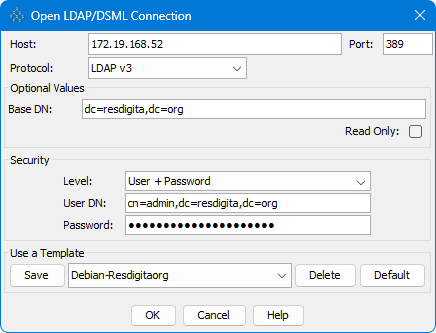 Open LDAP/DSML Connection
Host: 172.19.168.52 Port: 389
Protocol: LDAP v3
Optional Values
Base DN: dc=resdigita,dc=org
Read Only:
Security
Level: User + Password
User DN: cn=admin,dc=resdigita,dc=org
Password: ●●●●●●●●●●●●●●●●●●●●●
Use a Template
Save Debian-Resdigitaorg Delete Default
OK Cancel Help